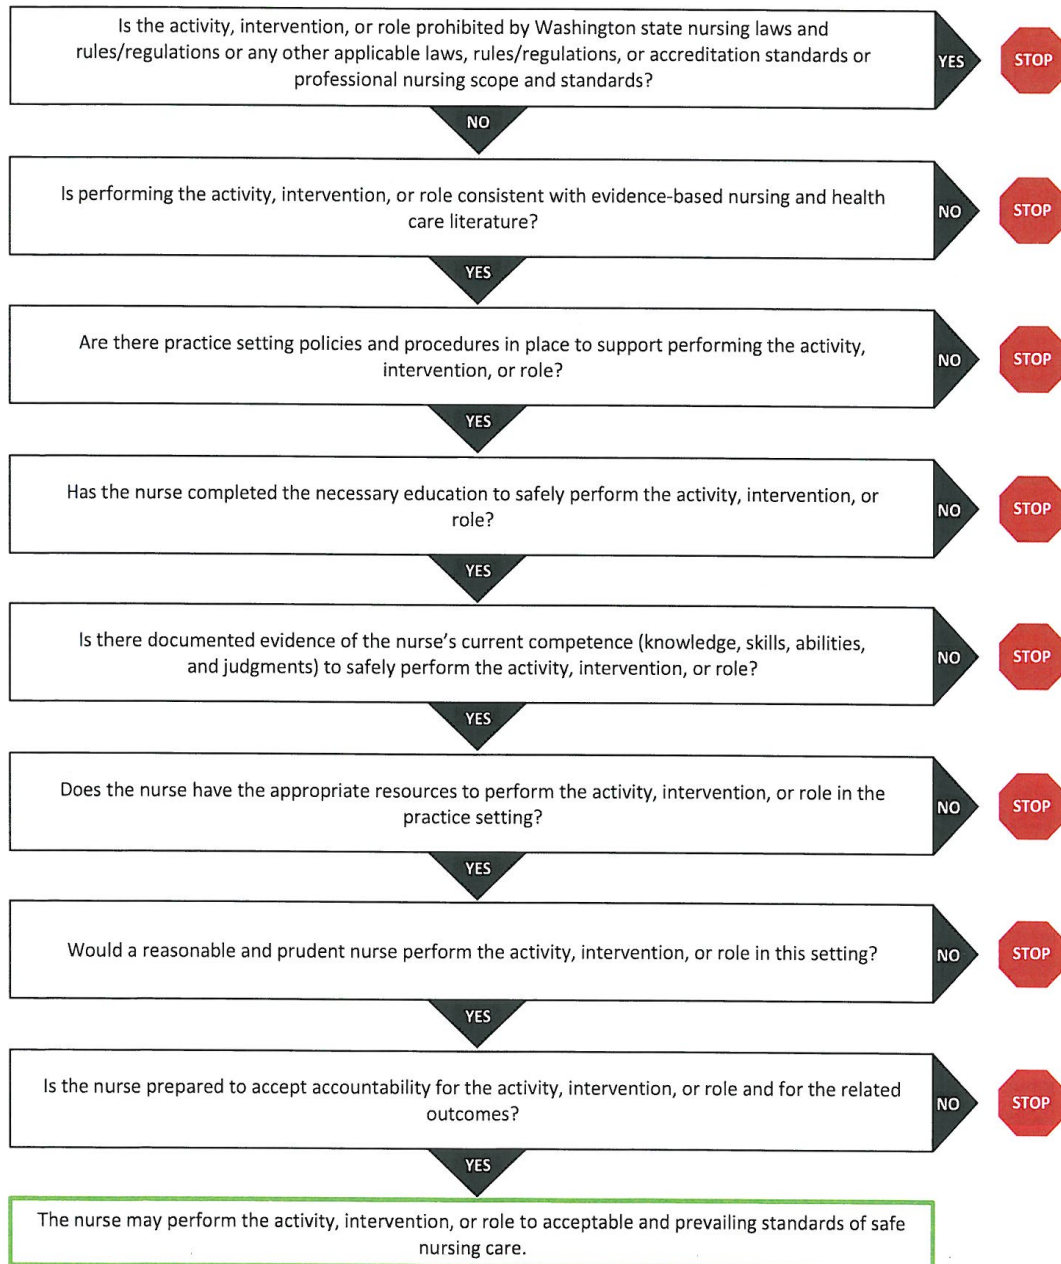 Is the activity, intervention, or role prohibited by Washington state nursing laws and
rules/regulations or any other applicable laws, rules/regulations, or accreditation standards or
professional nursing scope and standards?
YES
STOP
NO
Is performing the activity, intervention, or role consistent with evidence-based nursing and health
care literature?
NO
STOP
YES
Are there practice setting policies and procedures in place to support performing the activity,
intervention, or role?
NO
STOP
YES
Has the nurse completed the necessary education to safely perform the activity, intervention, or
role?
NO
STOP
YES
Is there documented evidence of the nurse's current competence (knowledge, skills, abilities,
and judgments) to safely perform the activity, intervention, or role?
NO
STOP
YES
Does the nurse have the appropriate resources to perform the activity, intervention, or role in the
practice setting?
NO
STOP
YES
Would a reasonable and prudent nurse perform the activity, intervention, or role in this setting?
NO
STOP
YES
Is the nurse prepared to accept accountability for the activity, intervention, or role and for the related
outcomes?
NO
STOP
YES
The nurse may perform the activity, intervention, or role to acceptable and prevailing standards of safe
nursing care.